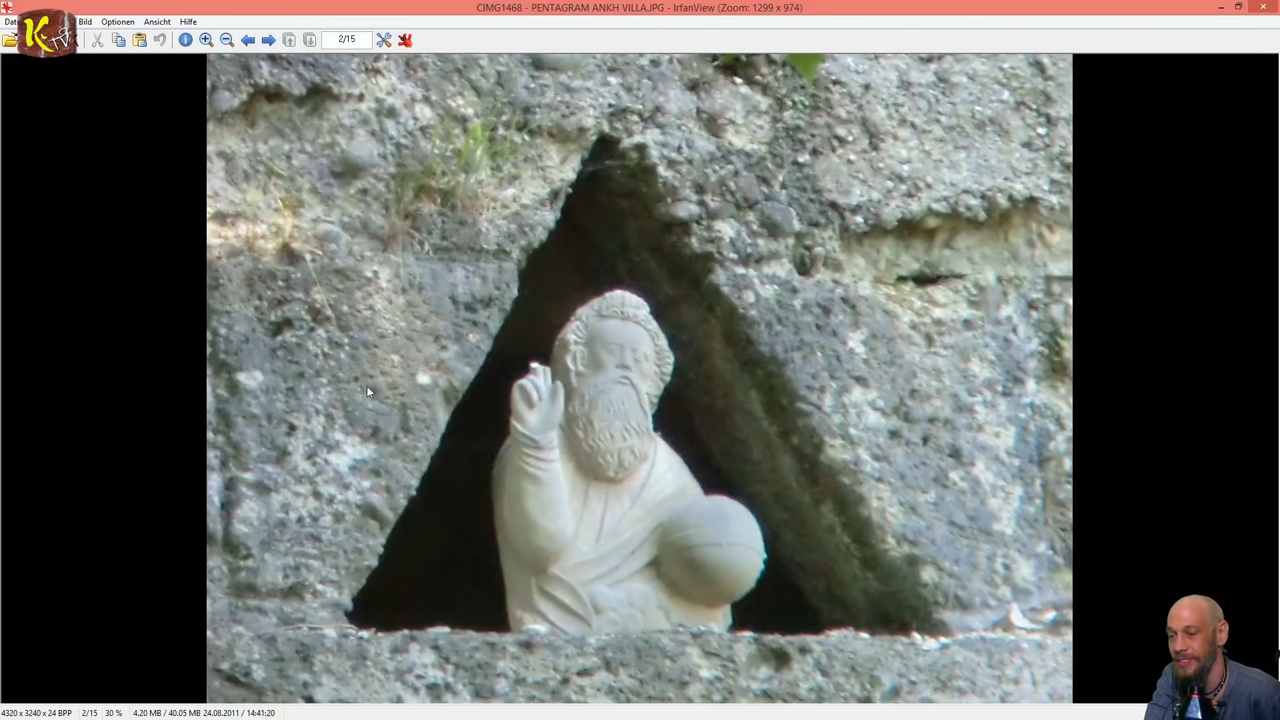 CIMG1468 - PENTAGRAM ANKH VILLA.JPG - IrfanView (Zoom: 1299 x 974)
Bild Optionen Ansicht Hilfe
2/15
4320 x 3240 x 24 BPP 2/15 30 % 4.20 MB / 40.05 MB 24.08.2011 / 14:41:20